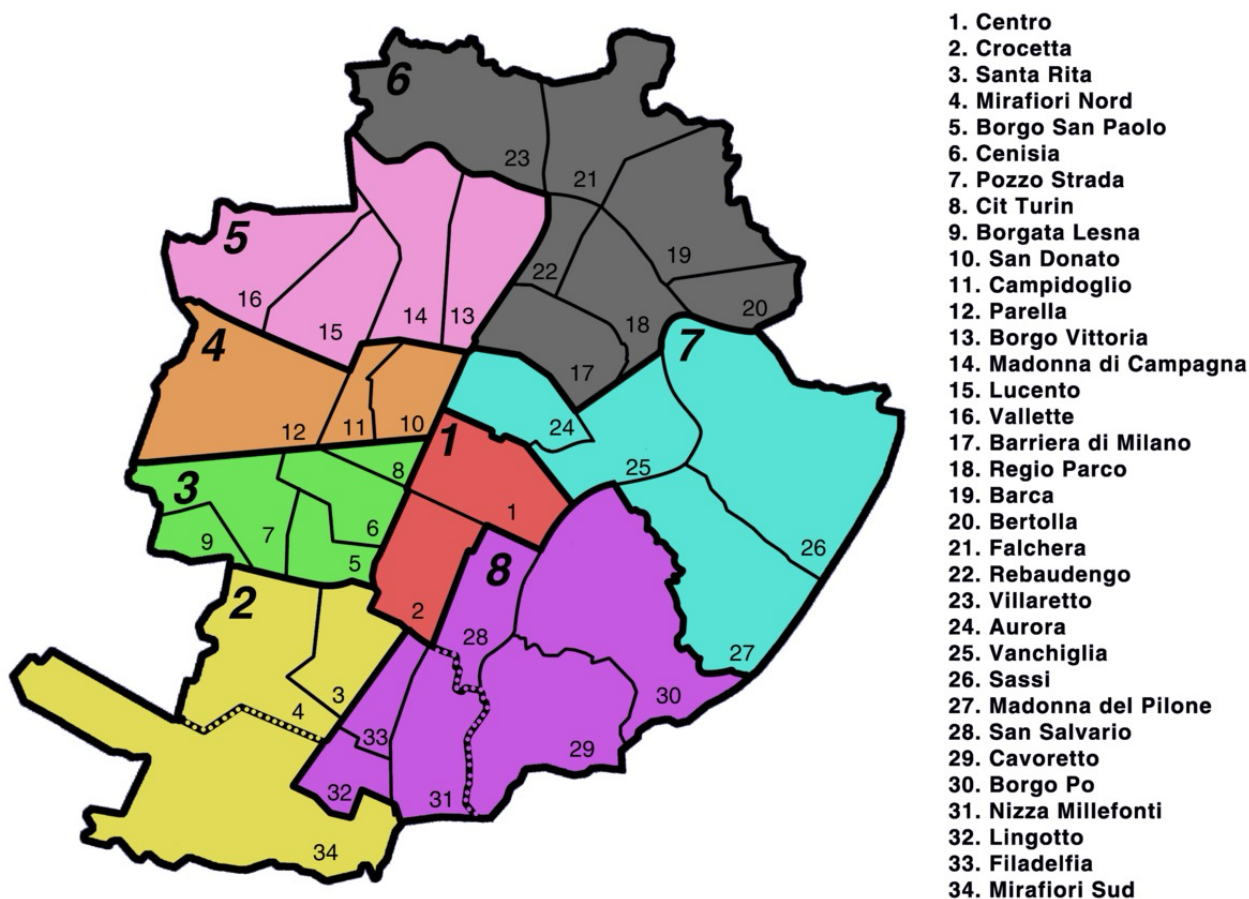 6
23
21
5
22
19
16
14
13
20
15
18
4
7
17
12
11
10
24
1
8
25
3
1
6
9
7
26
5
8
2
2
28
27
3
30
4
33
29
32
31
34
1. Centro
2. Crocetta
3. Santa Rita
4. Mirafiori Nord
5. Borgo San Paolo
6. Cenisia
7. Pozzo Strada
8. Cit Turin
9. Borgata Lesna
10. San Donato
11. Campidoglio
12. Parella
13. Borgo Vittoria
14. Madonna di Campagna
15. Lucento
16. Vallette
17. Barriera di Milano
18. Regio Parco
19. Barca
20. Bertolla
21. Falchera
22. Rebaudengo
23. Villaretto
24. Aurora
25. Vanchiglia
26. Sassi
27. Madonna del Pilone
28. San Salvario
29. Cavoretto
30. Borgo Po
31. Nizza Millefonti
32. Lingotto
33. Filadelfia
34. Mirafiori Sud